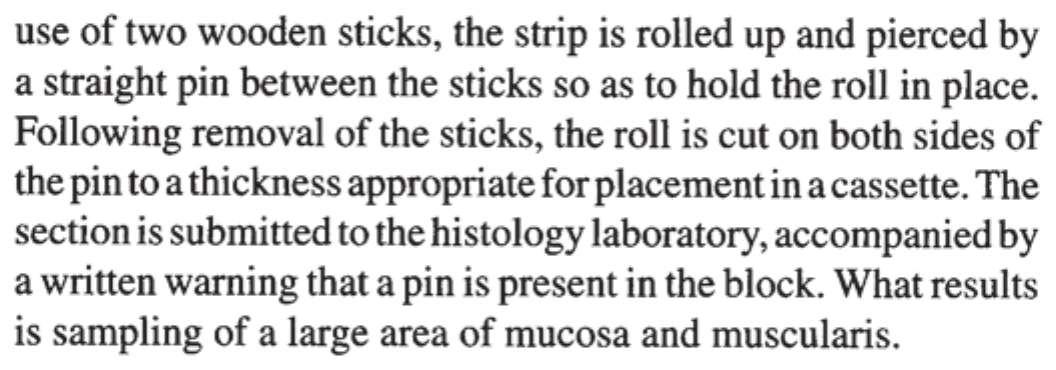 use of two wooden sticks, the strip is rolled up and pierced by
a straight pin between the sticks so as to hold the roll in place.
Following removal of the sticks, the roll is cut on both sides of
the pin to a thickness appropriate for placement in a cassette. The
section is submitted to the histology laboratory, accompanied by
a written warning that a pin is present in the block. What results
is sampling of a large area of mucosa and muscularis.